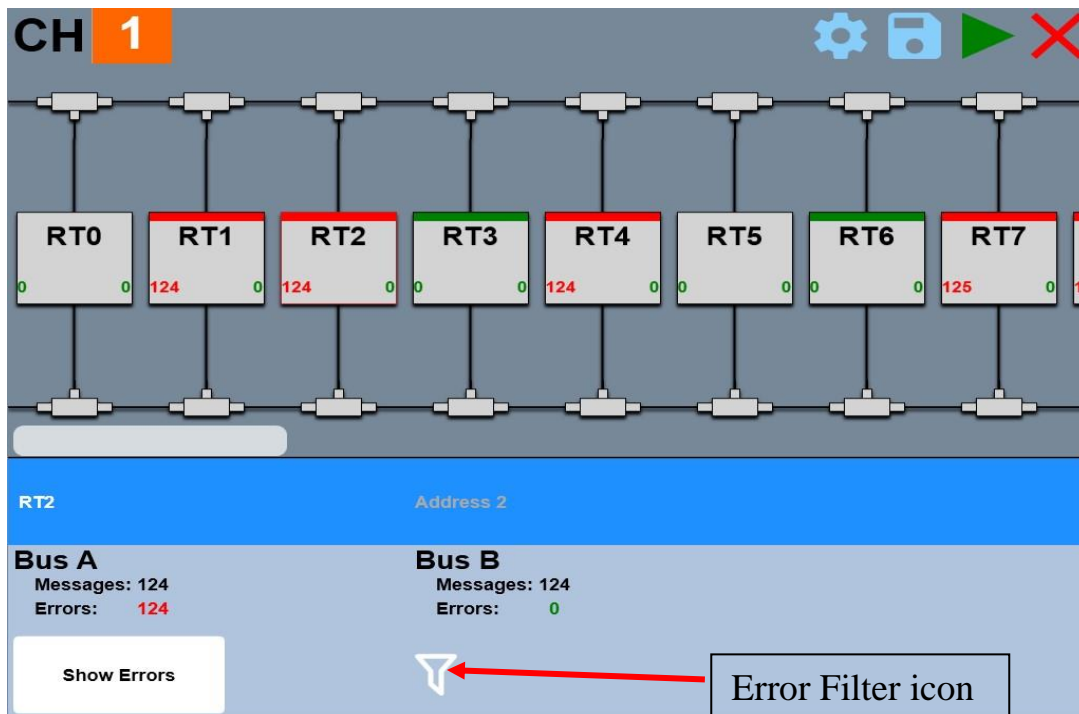 CH 1
RT0 RT1 RT2 RT3 RT4 RT5 RT6 RT7
0 0 124 0 124 0 0 0 124 0 0 0 0 0 125 0 1
RT2 Address 2
Bus A Bus B
Messages: 124 Messages: 124
Errors: 124 Errors: 0
Show Errors Error Filter icon